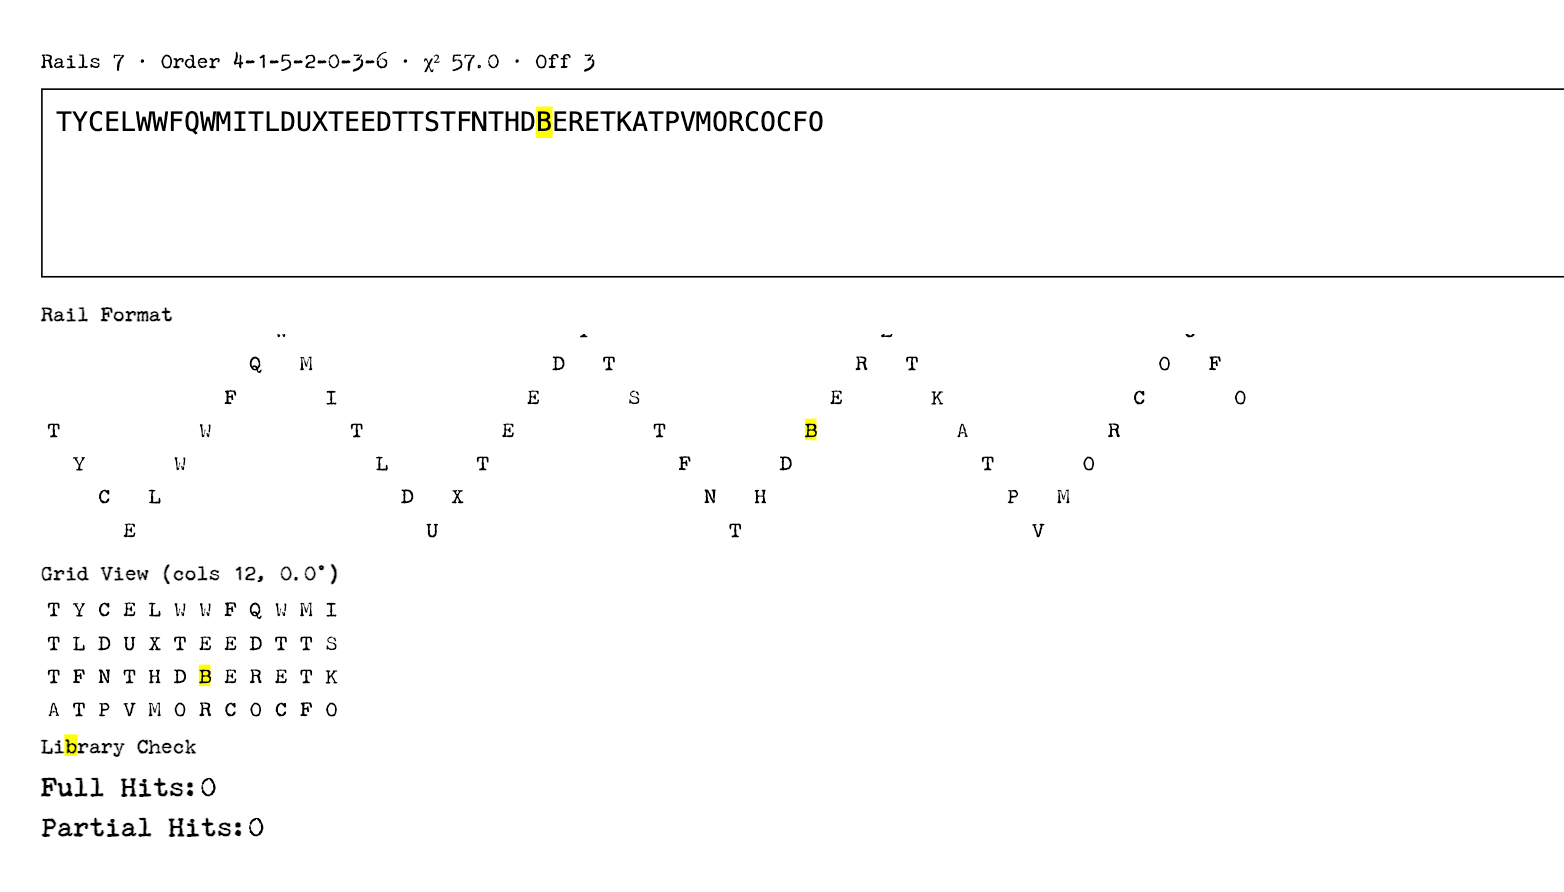 Rails 7 · Order 4-1-5-2-0-3-6 · χ² 57.0 · Off 3
TYCELWWFQWMITLDUXTEEDTTSTFNTHDBERETKATPVMORCOCFO
Rail Format
Q M D T R T O F
F I E S E K C O
T W T E T B A R
Y W L T F D T O
C L D X N H P M
E U T V
Grid View (cols 12, 0.0°)
T Y C E L W W F Q W M I
T L D U X T E E D T T S
T F N T H D B E R E T K
A T P V M O R C O C F O
Library Check
Full Hits:0
Partial Hits:0